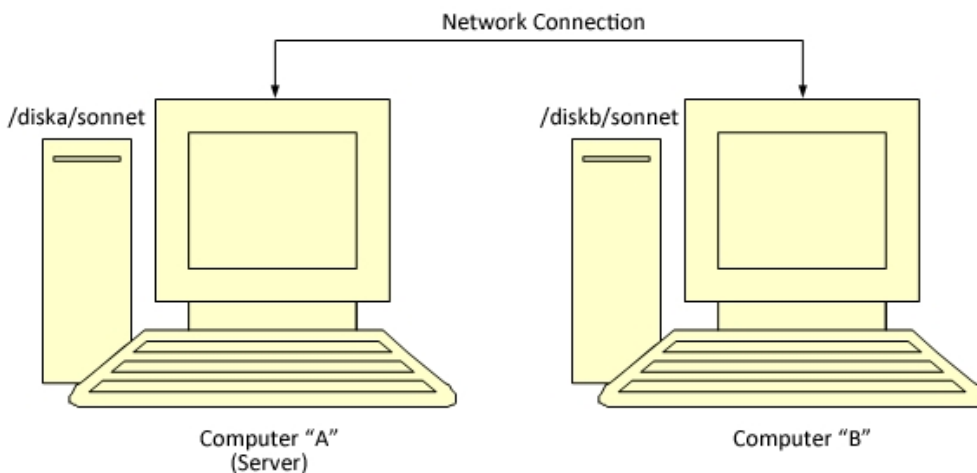 Network Connection
/diska/sonnet
/diskb/sonnet
Computer “A”
(Server)
Computer “B”